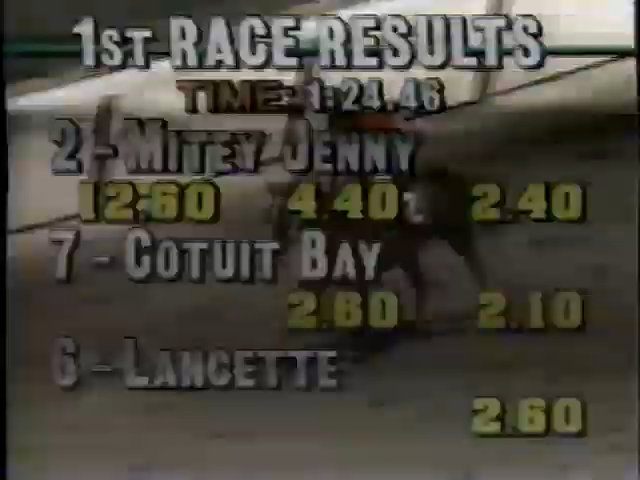 1ST RACE RESULTS
TIME: 1:24.46
2 - MITEY JENNY
12.60 4.40 2.40
7 - COTUIT BAY
2.60 2.10
6 - LANCETTE
2.60